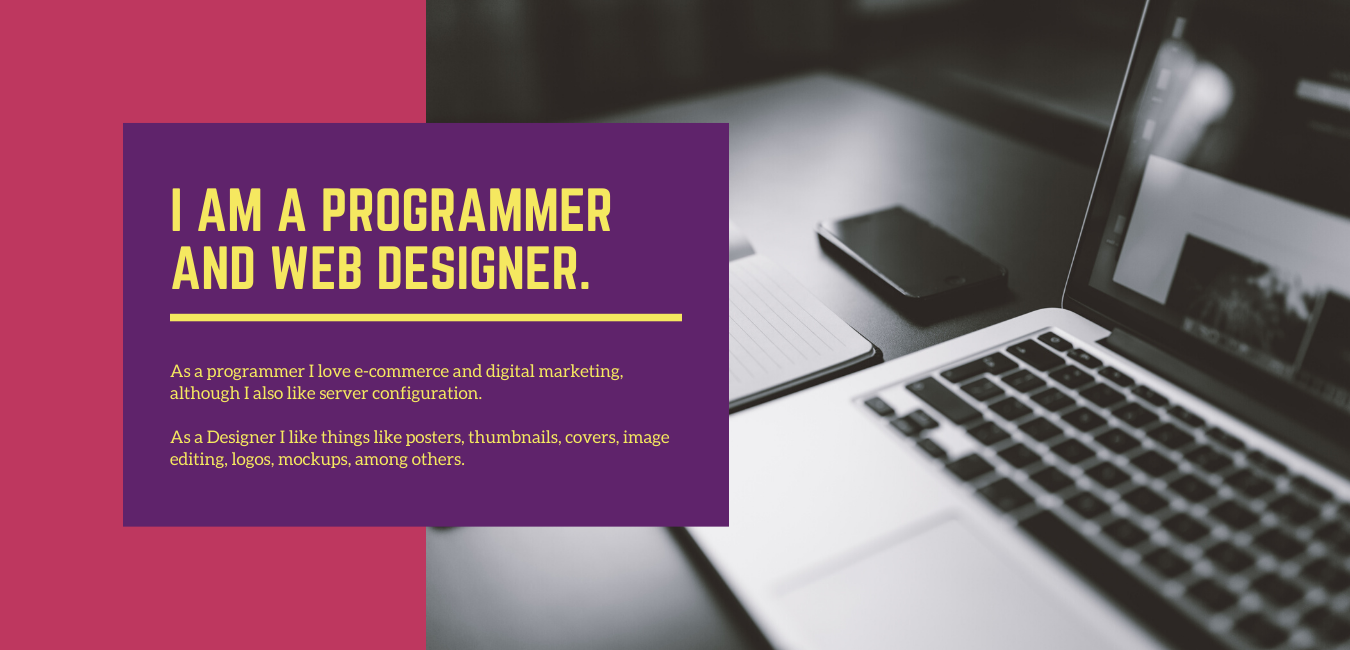 I AM A PROGRAMMER
AND WEB DESIGNER.
As a programmer I love e-commerce and digital marketing,
although I also like server configuration.
As a Designer I like things like posters, thumbnails, covers, image
editing, logos, mockups, among others.